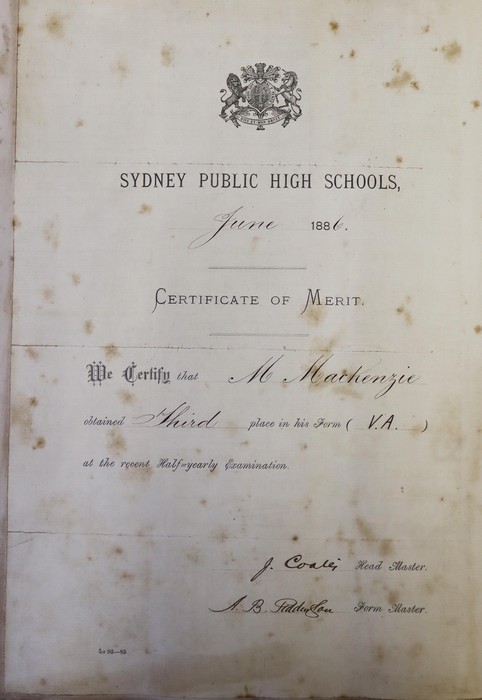 SYDNEY PUBLIC HIGH SCHOOLS,
June 1886.
CERTIFICATE OF MERIT.
We Certify that M Mackenzie
obtained Third place in his Form ( V.A. )
at the recent Half=yearly Examination.
J. Coates Head Master.
A. B. Form Master.